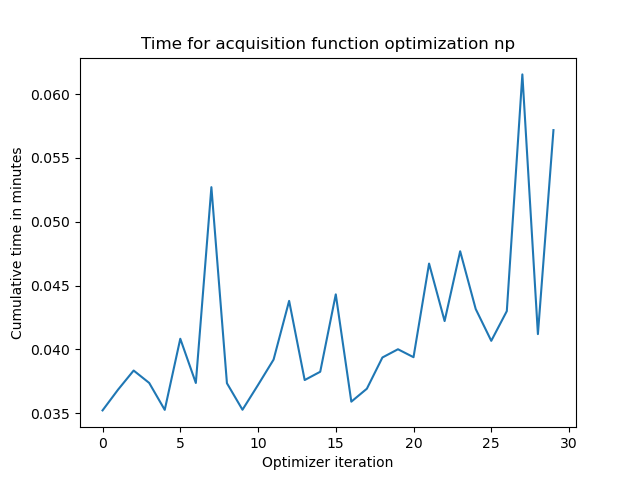 Time for acquisition function optimization np
Cumulative time in minutes
0.060
0.055
0.050
0.045
0.040
0.035
0 5 10 15 20 25 30
Optimizer iteration